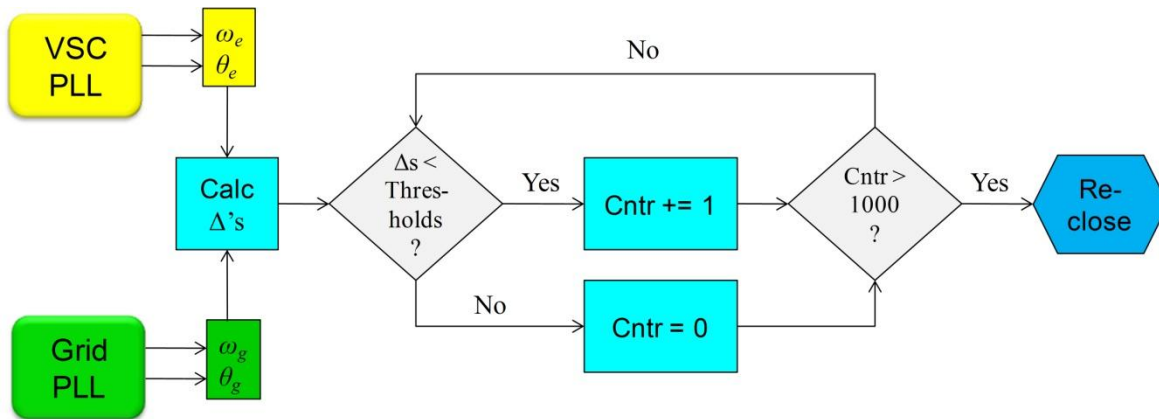 VSC
PLL
ωe
θe
No
Calc
Δ's
Δs <
Thres-
holds
?
Yes
Cntr += 1
Cntr >
1000
?
Yes
Re-
close
No
Cntr = 0
Grid
PLL
ωg
θg